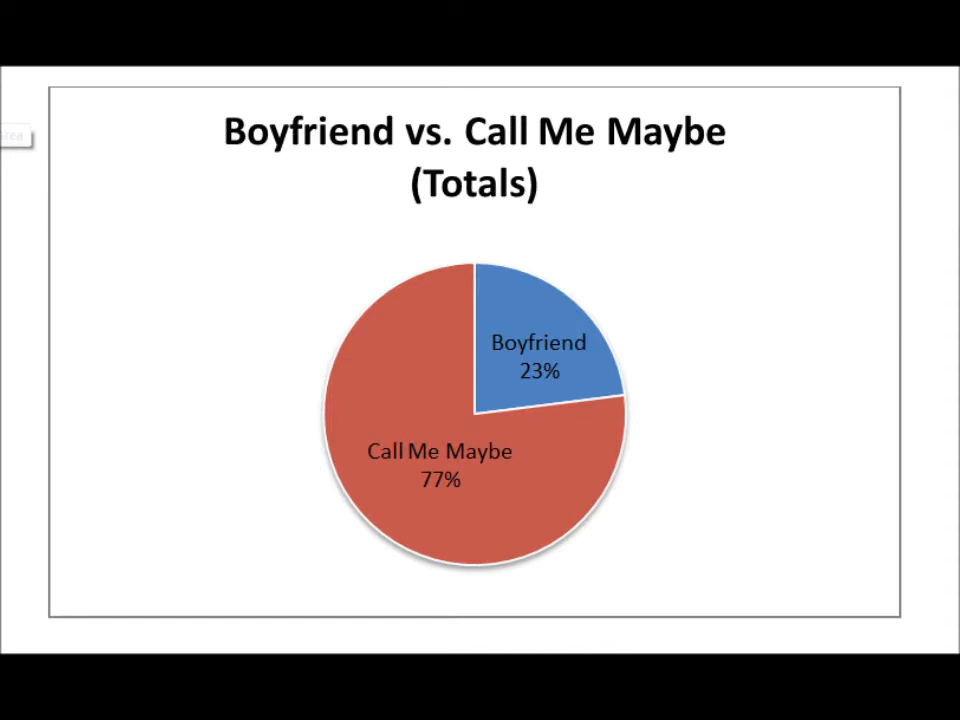 Boyfriend vs. Call Me Maybe
(Totals)
Boyfriend
23%
Call Me Maybe
77%